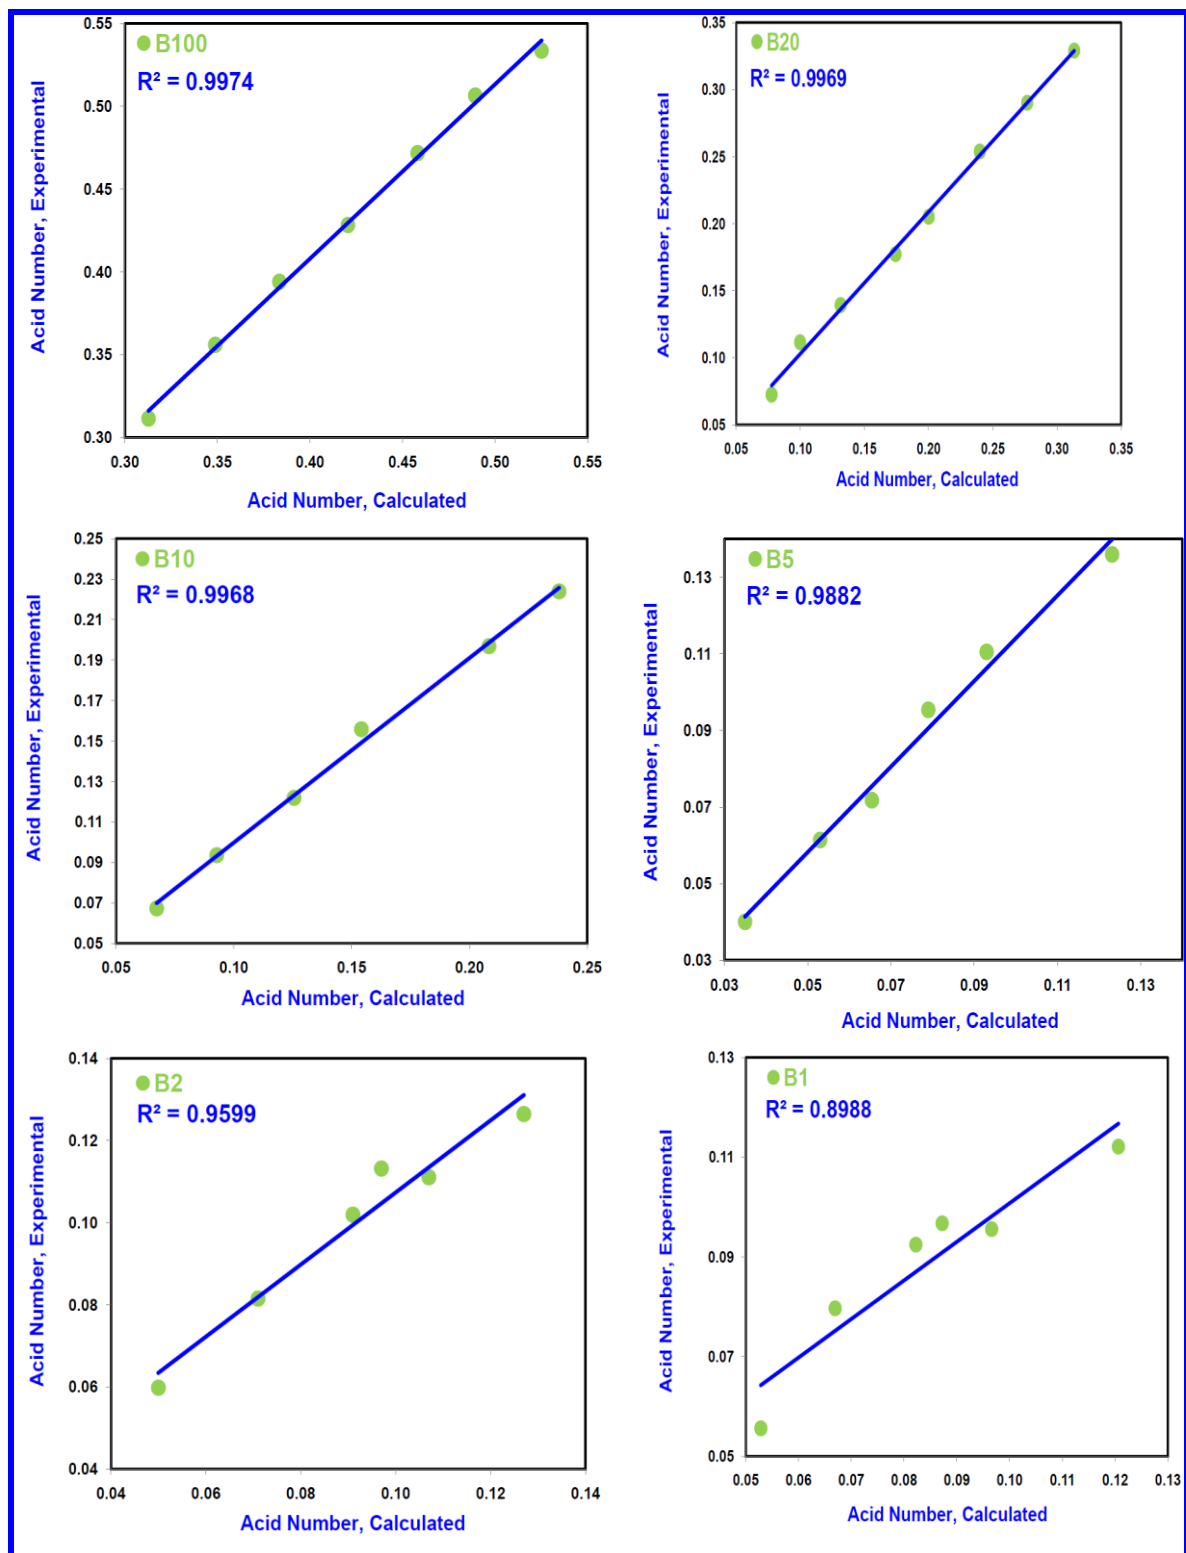 B100
R² = 0.9974
Acid Number, Experimental
0.55
0.50
0.45
0.40
0.35
0.30
0.30 0.35 0.40 0.45 0.50 0.55
Acid Number, Calculated
B20
R² = 0.9969
Acid Number, Experimental
0.35
0.30
0.25
0.20
0.15
0.10
0.05
0.05 0.10 0.15 0.20 0.25 0.30 0.35
Acid Number, Calculated
B10
R² = 0.9968
Acid Number, Experimental
0.25
0.23
0.21
0.19
0.17
0.15
0.13
0.11
0.09
0.07
0.05
0.05 0.10 0.15 0.20 0.25
Acid Number, Calculated
B5
R² = 0.9882
Acid Number, Experimental
0.13
0.11
0.09
0.07
0.05
0.03
0.03 0.05 0.07 0.09 0.11 0.13
Acid Number, Calculated
B2
R² = 0.9599
Acid Number, Experimental
0.14
0.12
0.10
0.08
0.06
0.04
0.04 0.06 0.08 0.10 0.12 0.14
Acid Number, Calculated
B1
R² = 0.8988
Acid Number, Experimental
0.13
0.11
0.09
0.07
0.05
0.05 0.06 0.07 0.08 0.09 0.10 0.11 0.12 0.13
Acid Number, Calculated